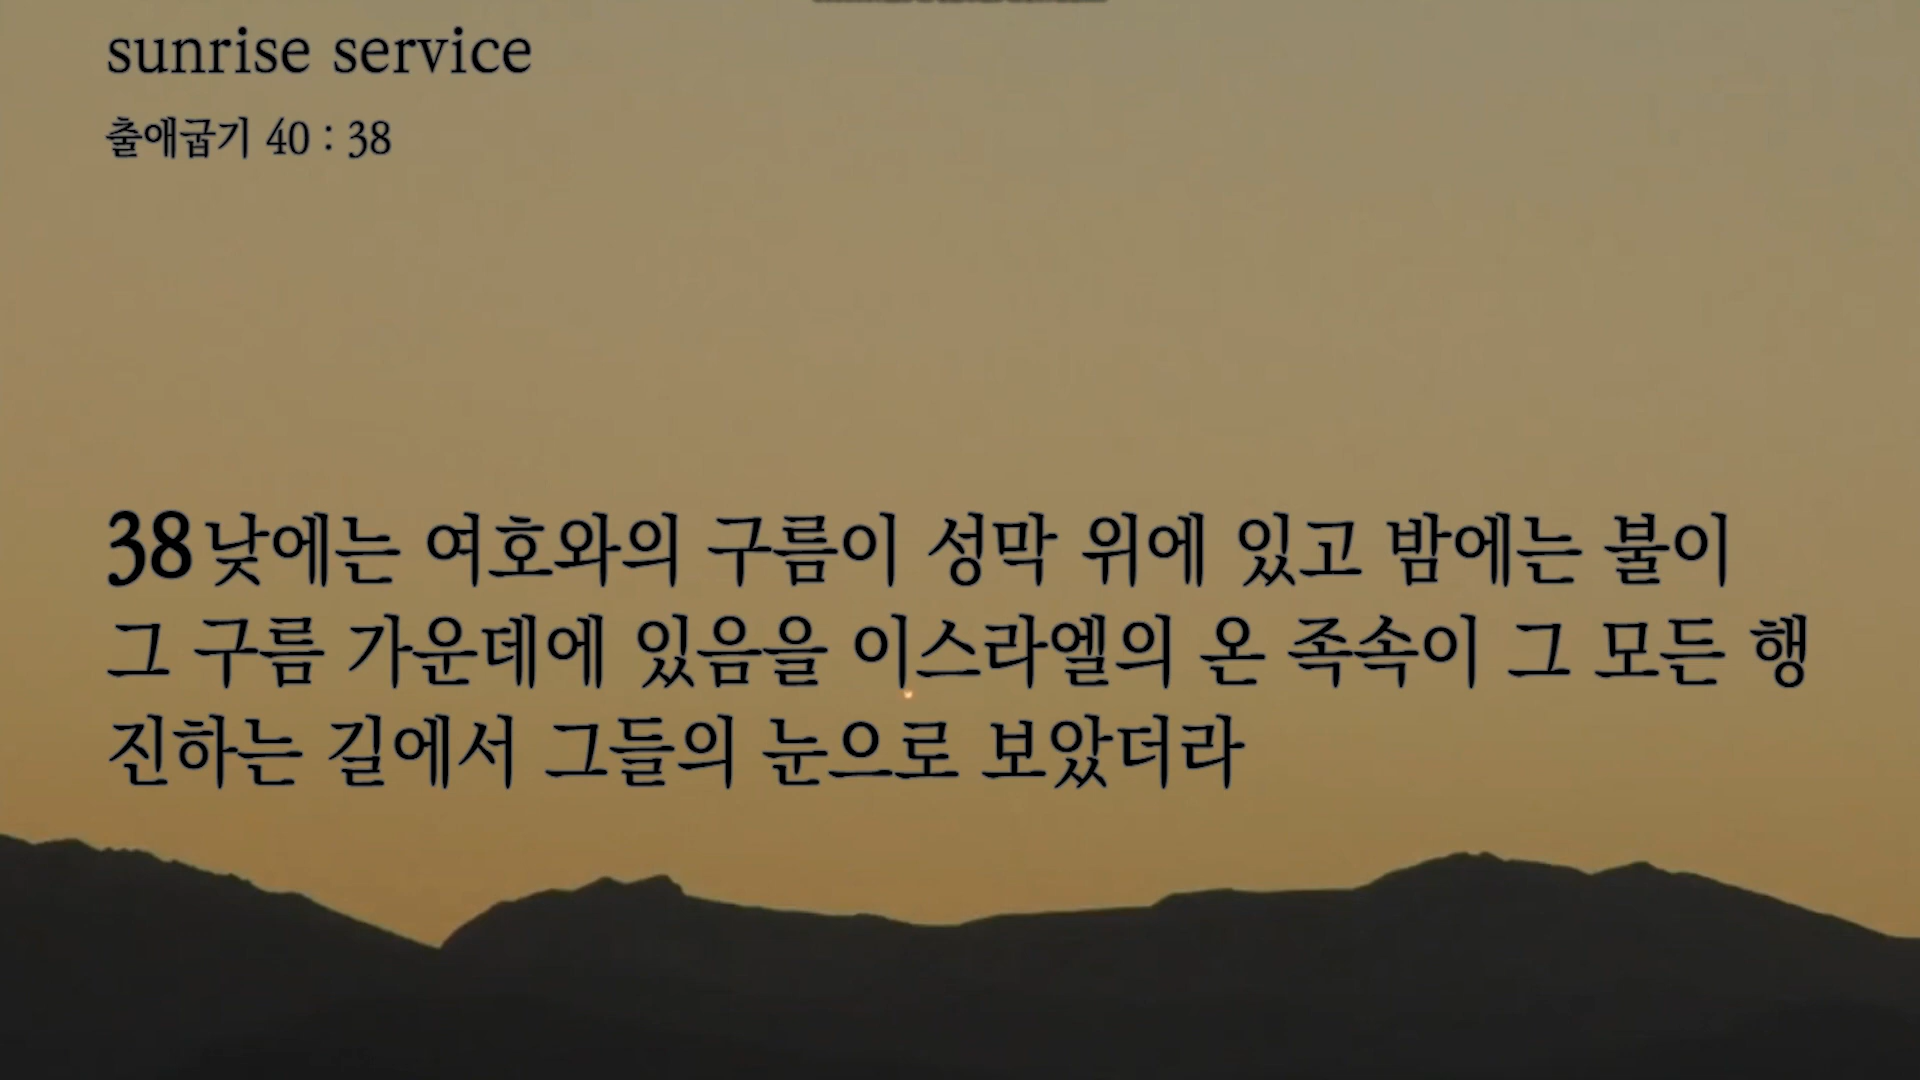 sunrise service
출애굽기 40 : 38
38 낮에는 여호와의 구름이 성막 위에 있고 밤에는 불이
그 구름 가운데에 있음을 이스라엘의 온 족속이 그 모든 행
진하는 길에서 그들의 눈으로 보았더라